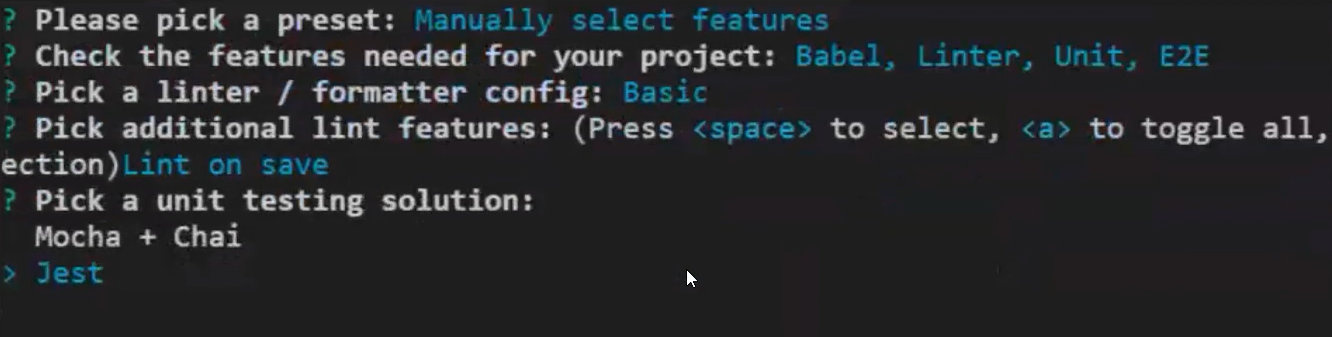 ? Please pick a preset: Manually select features
? Check the features needed for your project: Babel, Linter, Unit, E2E
? Pick a linter / formatter config: Basic
? Pick additional lint features: (Press <space> to select, <a> to toggle all,
ection)Lint on save
? Pick a unit testing solution:
Mocha + Chai
> Jest